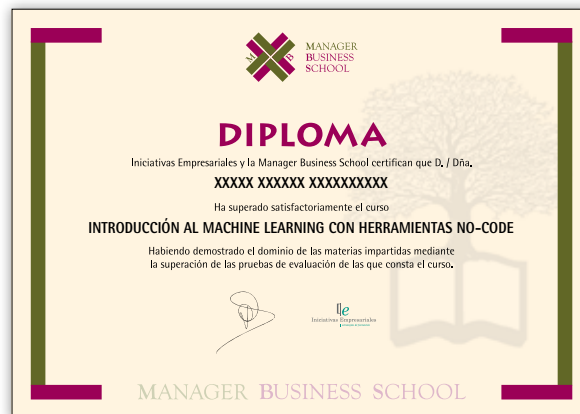 M B
MANAGER
BUSINESS
SCHOOL
DIPLOMA
Iniciativas Empresariales y la Manager Business School certifican que D. / Dña.
XXXXX XXXXXX XXXXXXXXXX
Ha superado satisfactoriamente el curso
INTRODUCCIÓN AL MACHINE LEARNING CON HERRAMIENTAS NO-CODE
Habiendo demostrado el dominio de las materias impartidas mediante
la superación de las pruebas de evaluación de las que consta el curso.
Iniciativas Empresariales
MANAGER BUSINESS SCHOOL